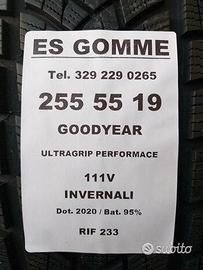 ES GOMME
Tel. 329 229 0265
255 55 19
GOODYEAR
ULTRAGRIP PERFORMACE
111V
INVERNALI
Dot. 2020 / Bat. 95%
RIF 233
subito